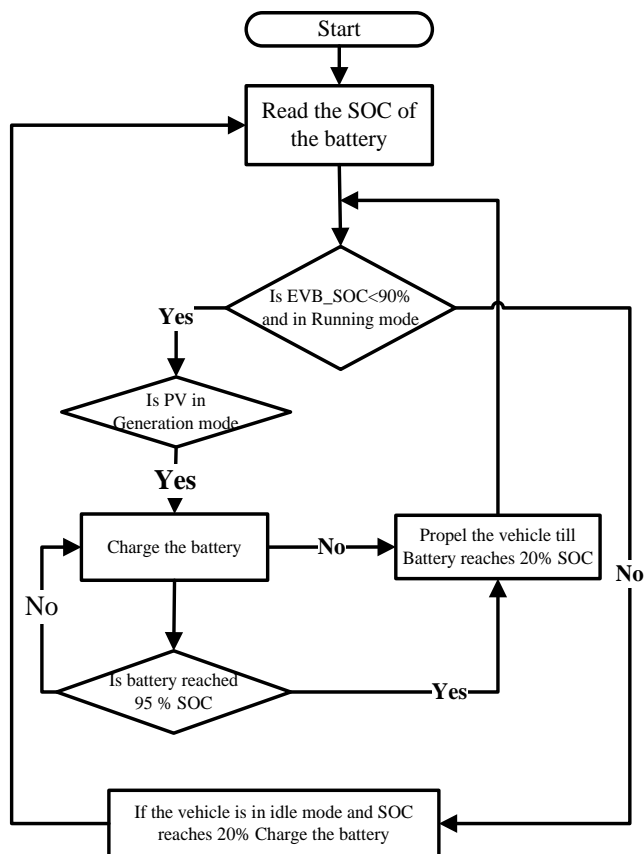 Start
Read the SOC of
the battery
Is EVB_SOC<90%
and in Running mode
Yes
Is PV in
Generation mode
Yes
Charge the battery
No
Propel the vehicle till
Battery reaches 20% SOC
No
No
Is battery reached
95 % SOC
Yes
If the vehicle is in idle mode and SOC
reaches 20% Charge the battery